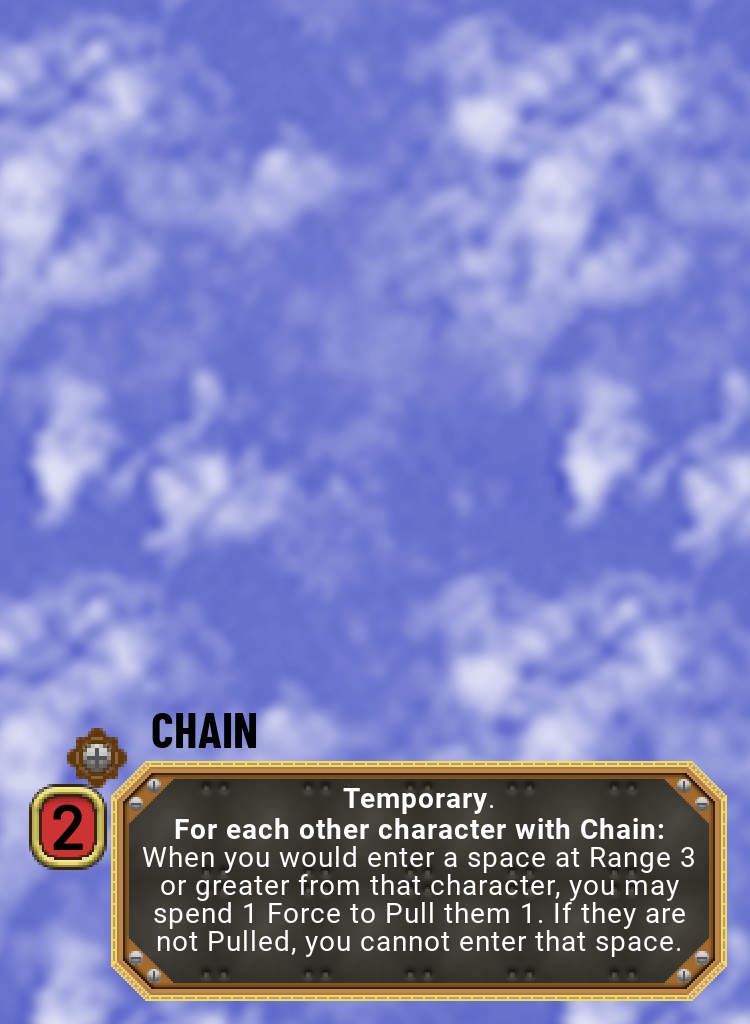 CHAIN
2
Temporary.
For each other character with Chain:
When you would enter a space at Range 3
or greater from that character, you may
spend 1 Force to Pull them 1. If they are
not Pulled, you cannot enter that space.